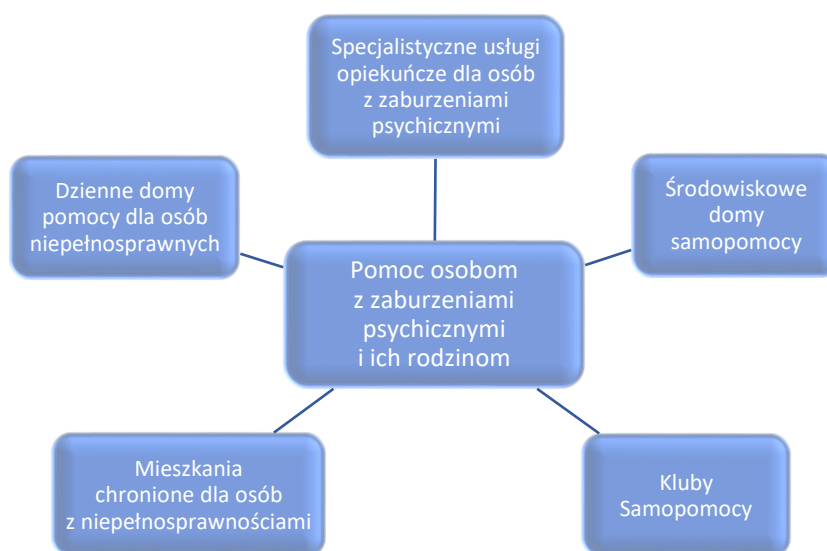 Specjalistyczne usługi
opiekuńcze dla osób
z zaburzeniami
psychicznymi
Dzienne domy
pomocy dla osób
niepełnosprawnych
Środowiskowe
domy
samopomocy
Pomoc osobom
z zaburzeniami
psychicznymi
i ich rodzinom
Mieszkania
chronione dla osób
z niepełnosprawnościami
Kluby
Samopomocy